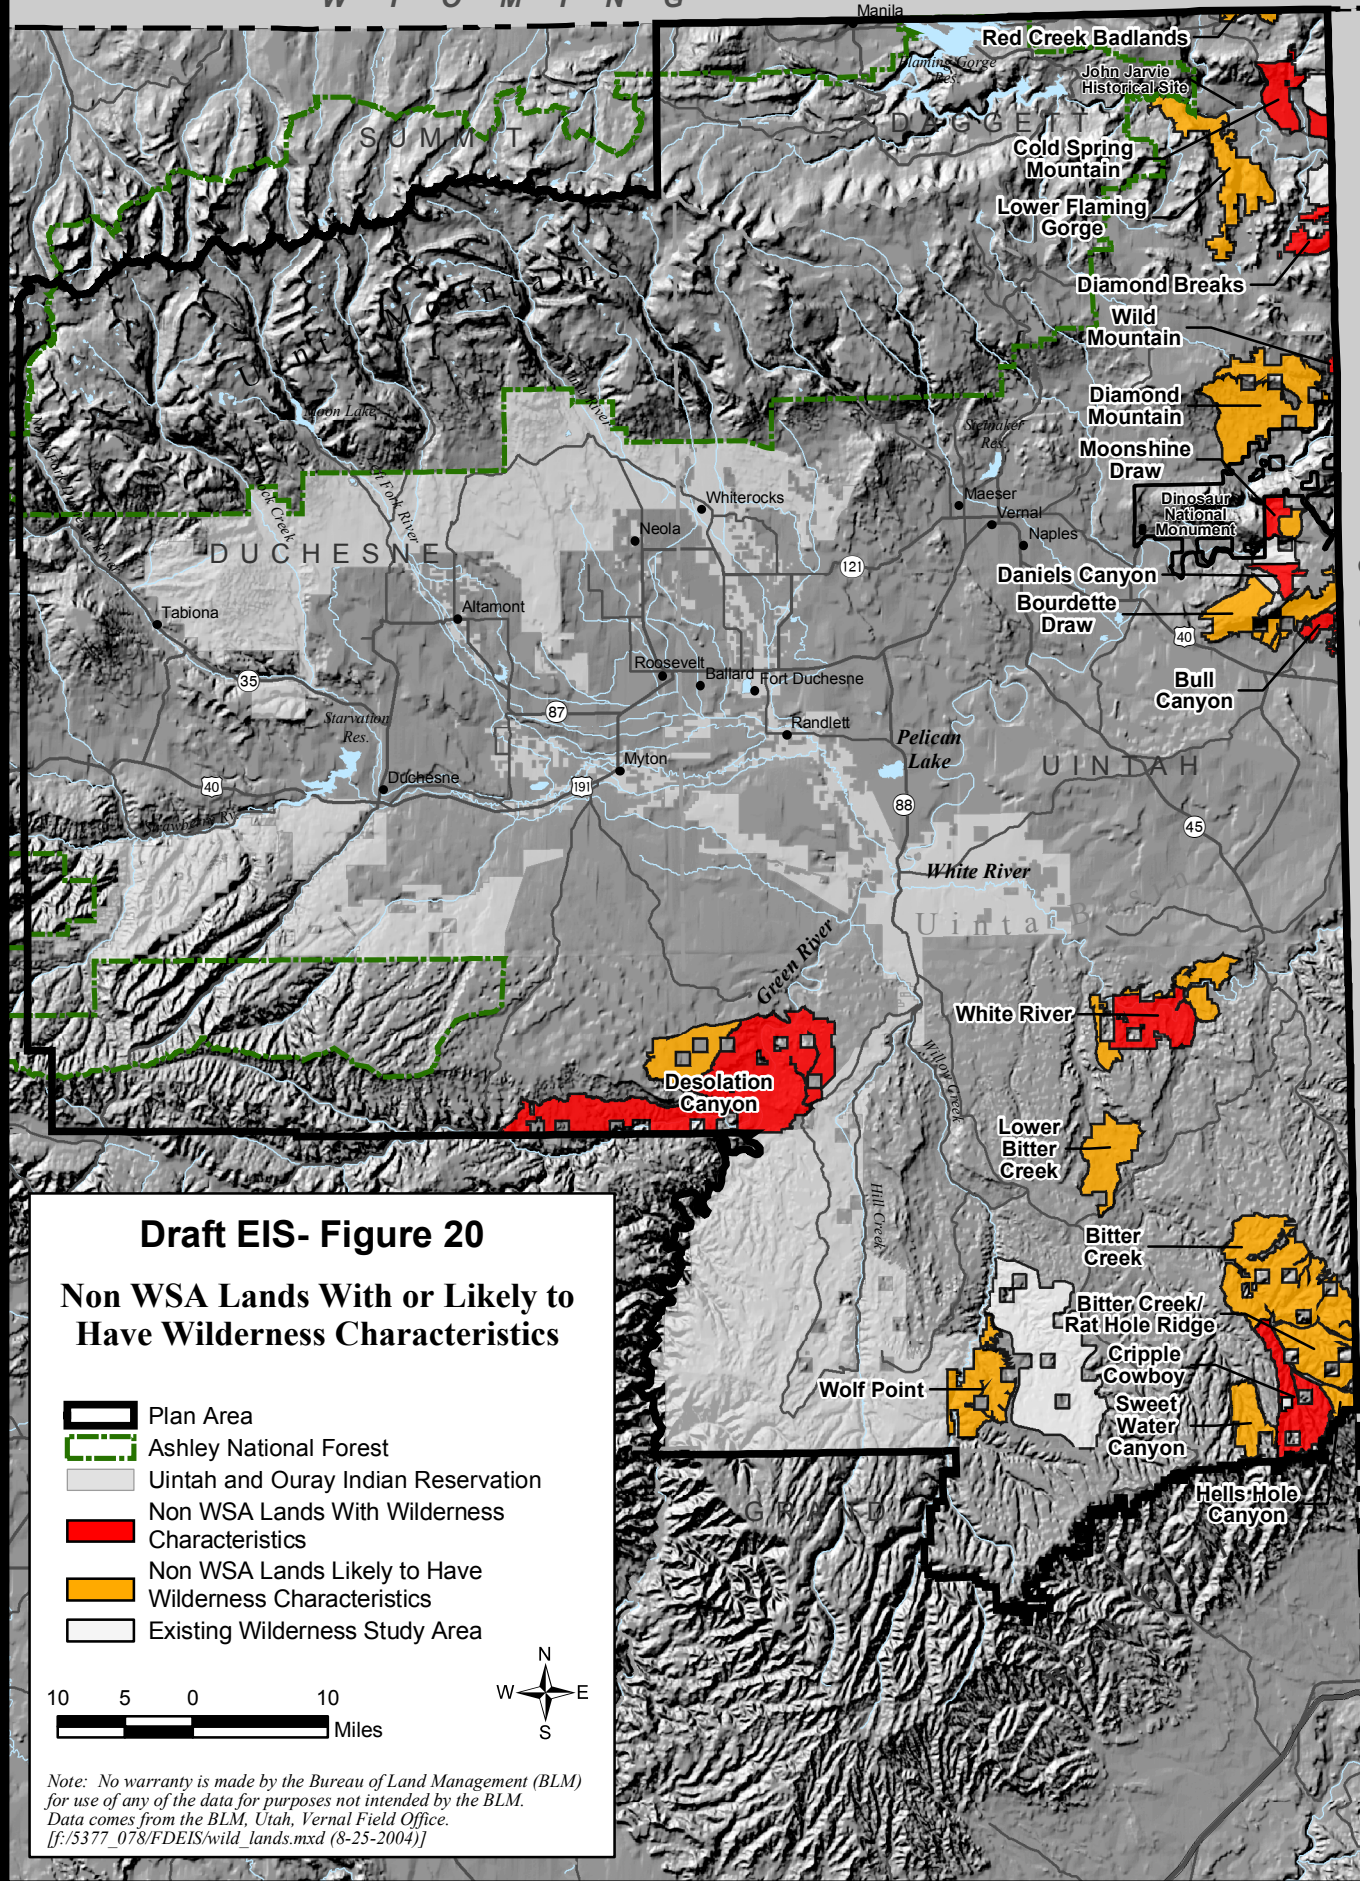 W Y O M I N G
Manila
Red Creek Badlands
Flaming Gorge
Res.
John Jarvie
Historical Site
SUMMIT
DAGGETT
Cold Spring
Mountain
Lower Flaming
Gorge
Diamond Breaks
Uinta Mountains
Wild
Mountain
Moon Lake
Uinta River
Diamond
Mountain
Steinaker
Res.
Moonshine
Draw
Rock Creek
Fork River
Whiterocks
Maeser
Dinosaur
National
Monument
Vernal
Neola
Naples
DUCHESNE
121
Daniels Canyon
Altamont
Bourdette
Draw
Tabiona
40
Roosevelt
Ballard
Fort Duchesne
35
Bull
Canyon
87
Starvation
Res.
Randlett
Pelican
Lake
Myton
UINTAH
Duchesne
40
191
88
45
Strawberry Rv.
White River
Uinta Basin
Green River
White River
Willow Creek
Desolation
Canyon
Lower
Bitter
Creek
Hill Creek
Bitter
Creek
Bitter Creek/
Rat Hole Ridge
Cripple
Cowboy
Wolf Point
Sweet
Water
Canyon
Hells Hole
Canyon
GRAND
Draft EIS- Figure 20
Non WSA Lands With or Likely to
Have Wilderness Characteristics
Plan Area
Ashley National Forest
Uintah and Ouray Indian Reservation
Non WSA Lands With Wilderness
Characteristics
Non WSA Lands Likely to Have
Wilderness Characteristics
Existing Wilderness Study Area
N
W E
S
10 5 0 10
Miles
Note: No warranty is made by the Bureau of Land Management (BLM)
for use of any of the data for purposes not intended by the BLM.
Data comes from the BLM, Utah, Vernal Field Office.
[f:/5377_078/FDEIS/wild_lands.mxd (8-25-2004)]